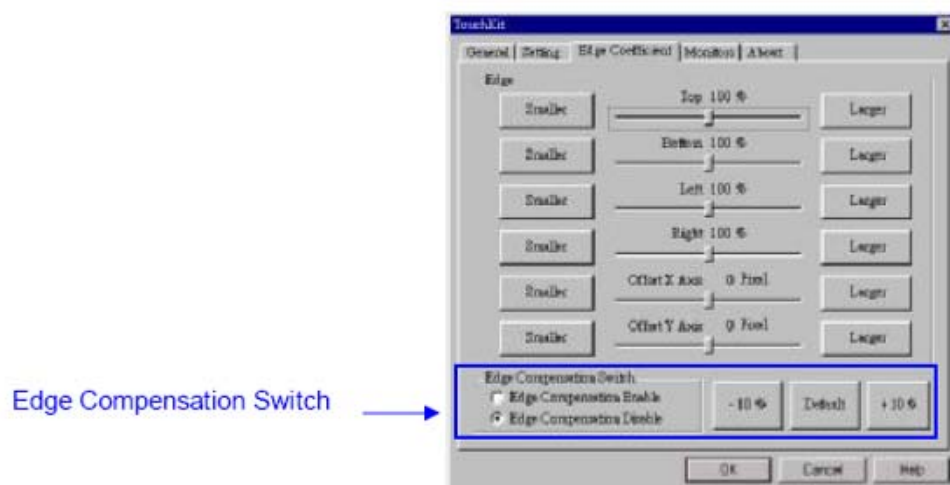 TouchKit
General Setting Edge Coefficient Monitors About
Edge
Smaller Top 100 % Larger
Smaller Bottom 100 % Larger
Smaller Left 100 % Larger
Smaller Right 100 % Larger
Smaller Offset X Axis 0 Pixel Larger
Smaller Offset Y Axis 0 Pixel Larger
Edge Compensation Switch
Edge Compensation Enable
Edge Compensation Disable
- 10 % Default + 10 %
Edge Compensation Switch
OK Cancel Help